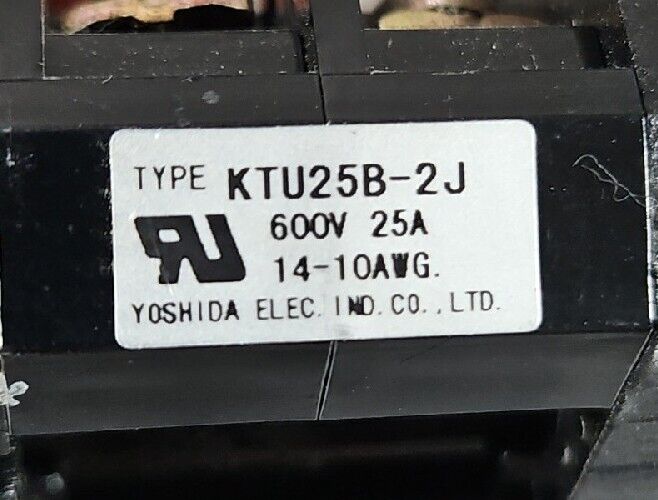 TYPE KTU25B-2J
600V 25A
14-10AWG.
YOSHIDA ELEC. IND. CO.,LTD.